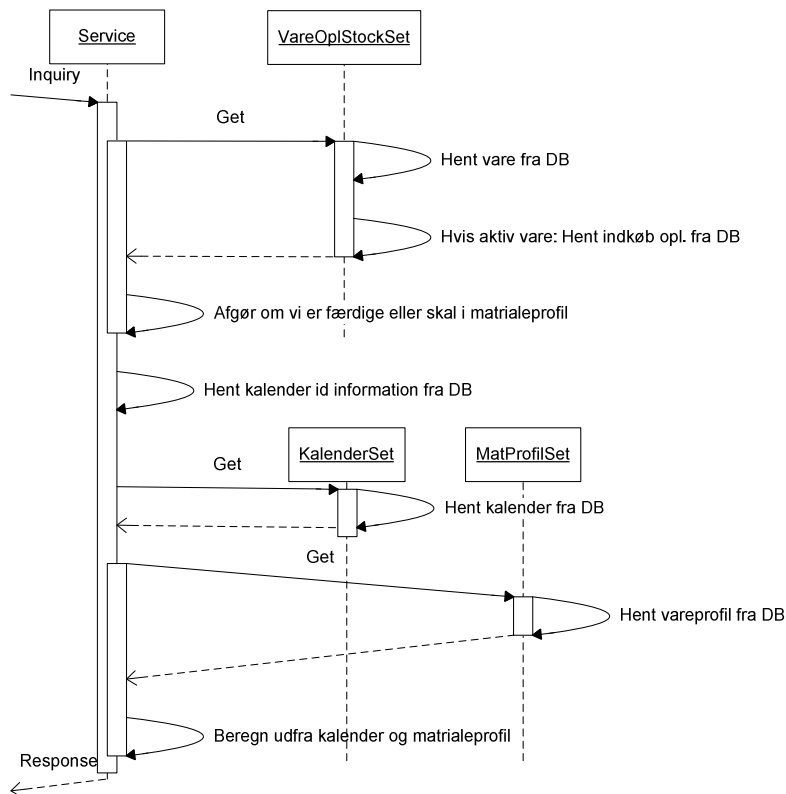 Service
VareOplStockSet
Inquiry
Get
Hent vare fra DB
Hvis aktiv vare: Hent indkøb opl. fra DB
Afgør om vi er færdige eller skal i matrialeprofil
Hent kalender id information fra DB
KalenderSet
MatProfilSet
Get
Hent kalender fra DB
Get
Hent vareprofil fra DB
Beregn udfra kalender og matrialeprofil
Response